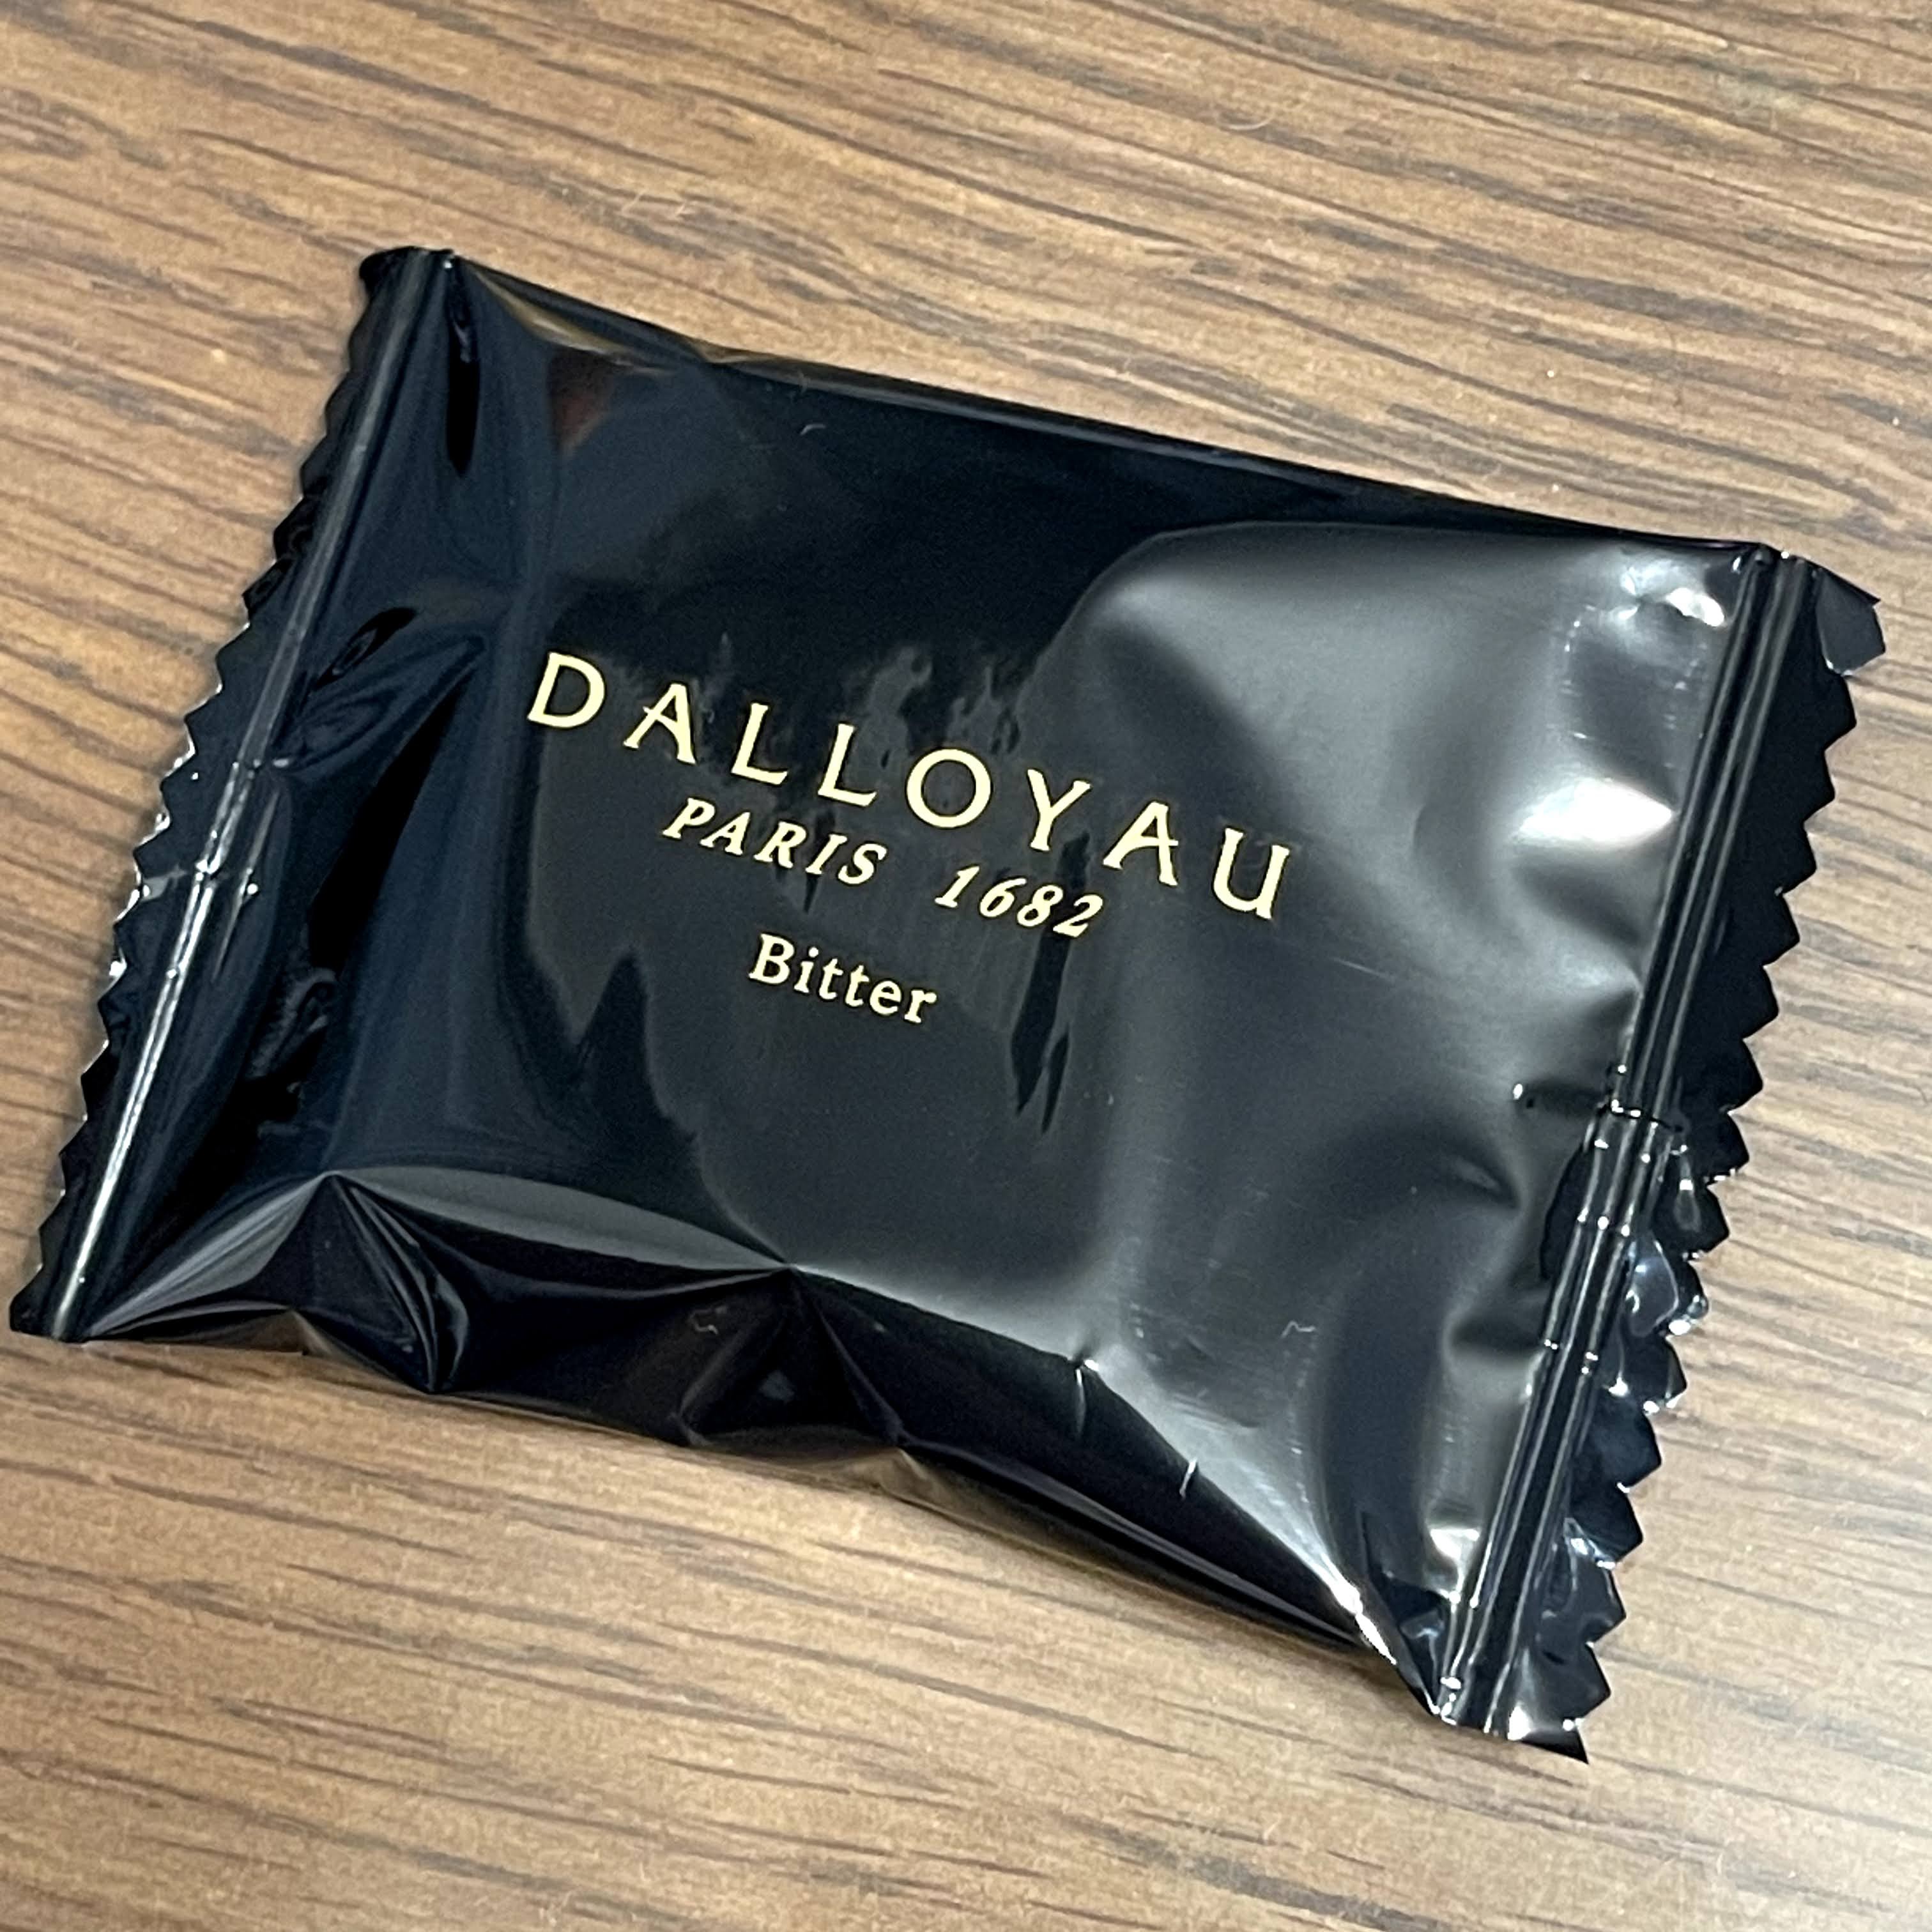 DALLOYAU
PARIS 1682
Bitter